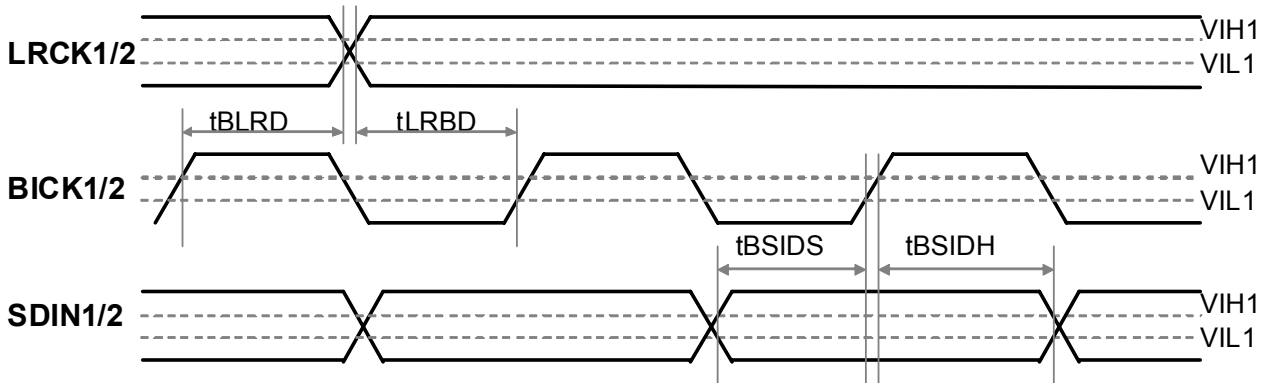 LRCK1/2
VIH1
VIL1
tBLRD
tLRBD
BICK1/2
VIH1
VIL1
tBSIDS
tBSIDH
SDIN1/2
VIH1
VIL1